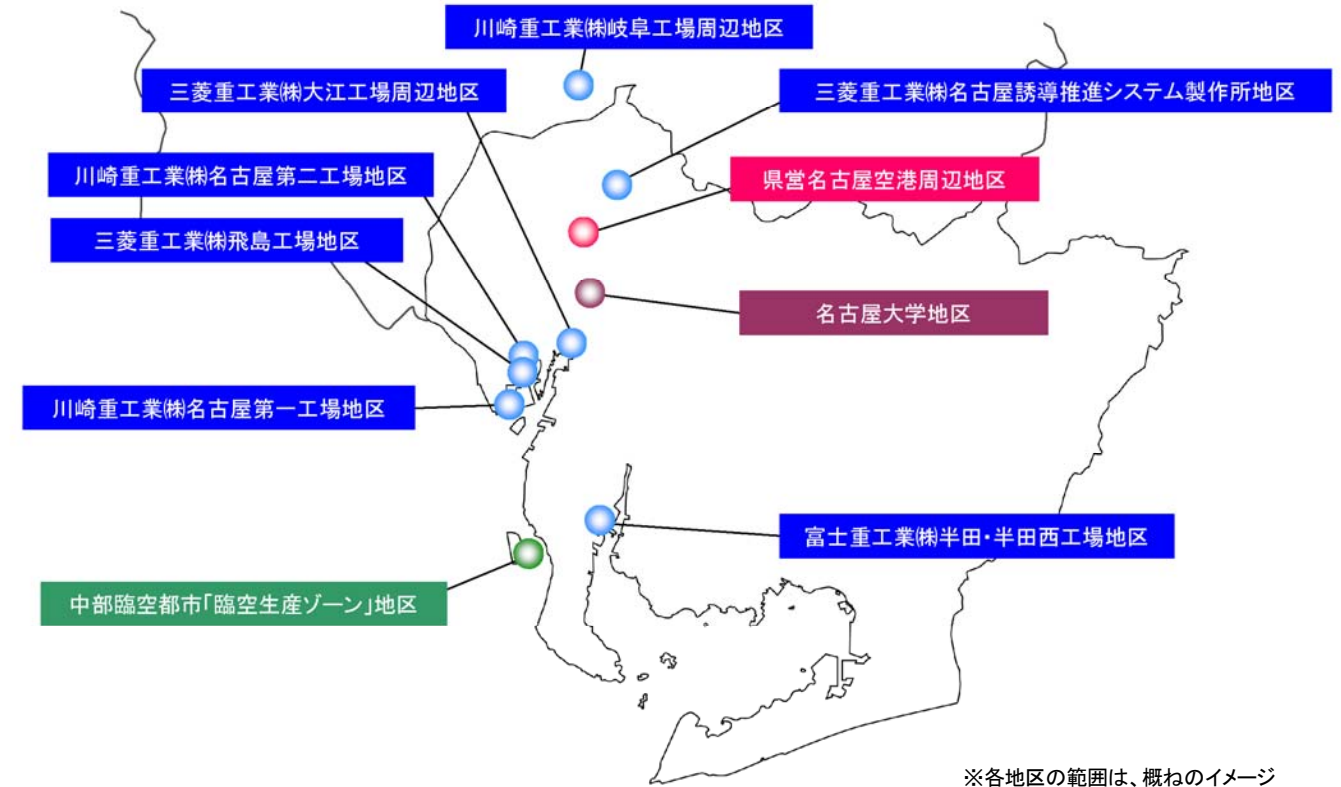 川崎重工業㈱岐阜工場周辺地区
三菱重工業㈱大江工場周辺地区
三菱重工業㈱名古屋誘導推進システム製作所地区
川崎重工業㈱名古屋第二工場地区
県営名古屋空港周辺地区
三菱重工業㈱飛島工場地区
名古屋大学地区
川崎重工業㈱名古屋第一工場地区
富士重工業㈱半田・半田西工場地区
中部臨空都市「臨空生産ゾーン」地区
※各地区の範囲は、概ねのイメージ